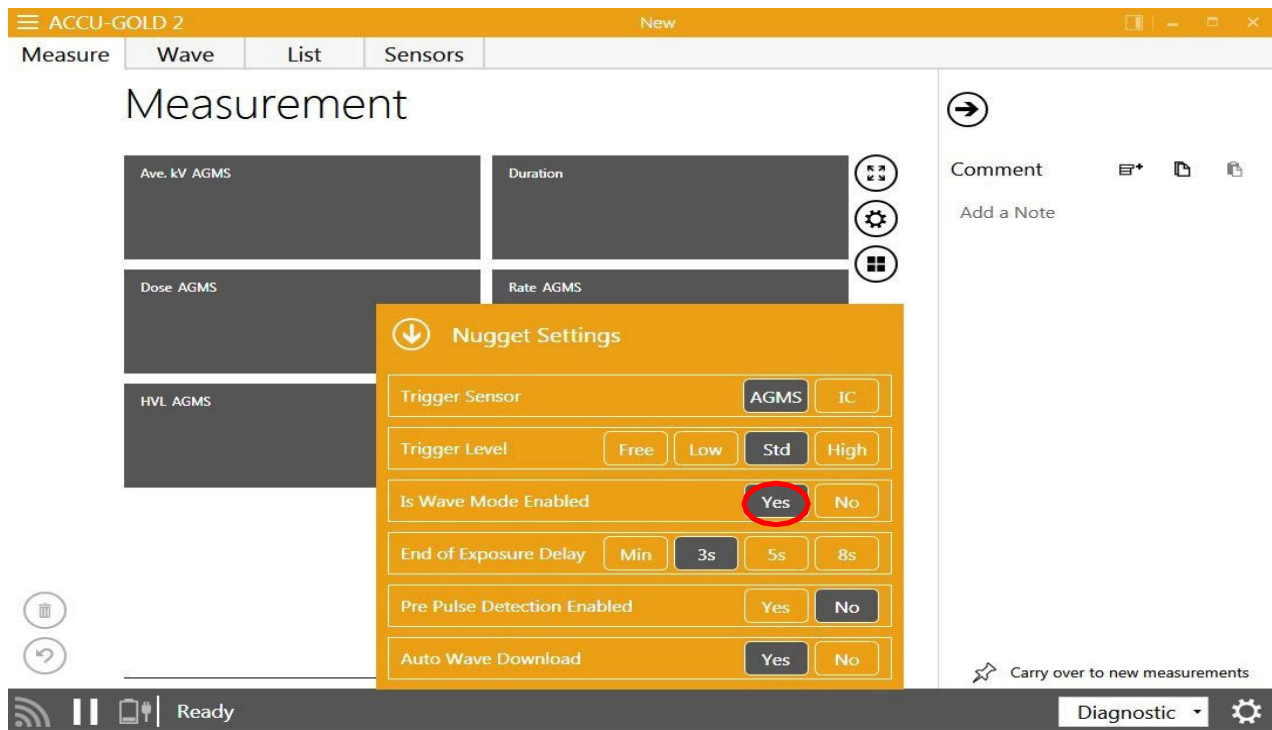 ACCU-GOLD 2
New
Measure Wave List Sensors
Measurement
Ave. kV AGMS
Duration
Dose AGMS
Rate AGMS
HVL AGMS
Comment
Add a Note
Nugget Settings
Trigger Sensor AGMS IC
Trigger Level Free Low Std High
Is Wave Mode Enabled Yes No
End of Exposure Delay Min 3s 5s 8s
Pre Pulse Detection Enabled Yes No
Auto Wave Download Yes No
Carry over to new measurements
Ready
Diagnostic